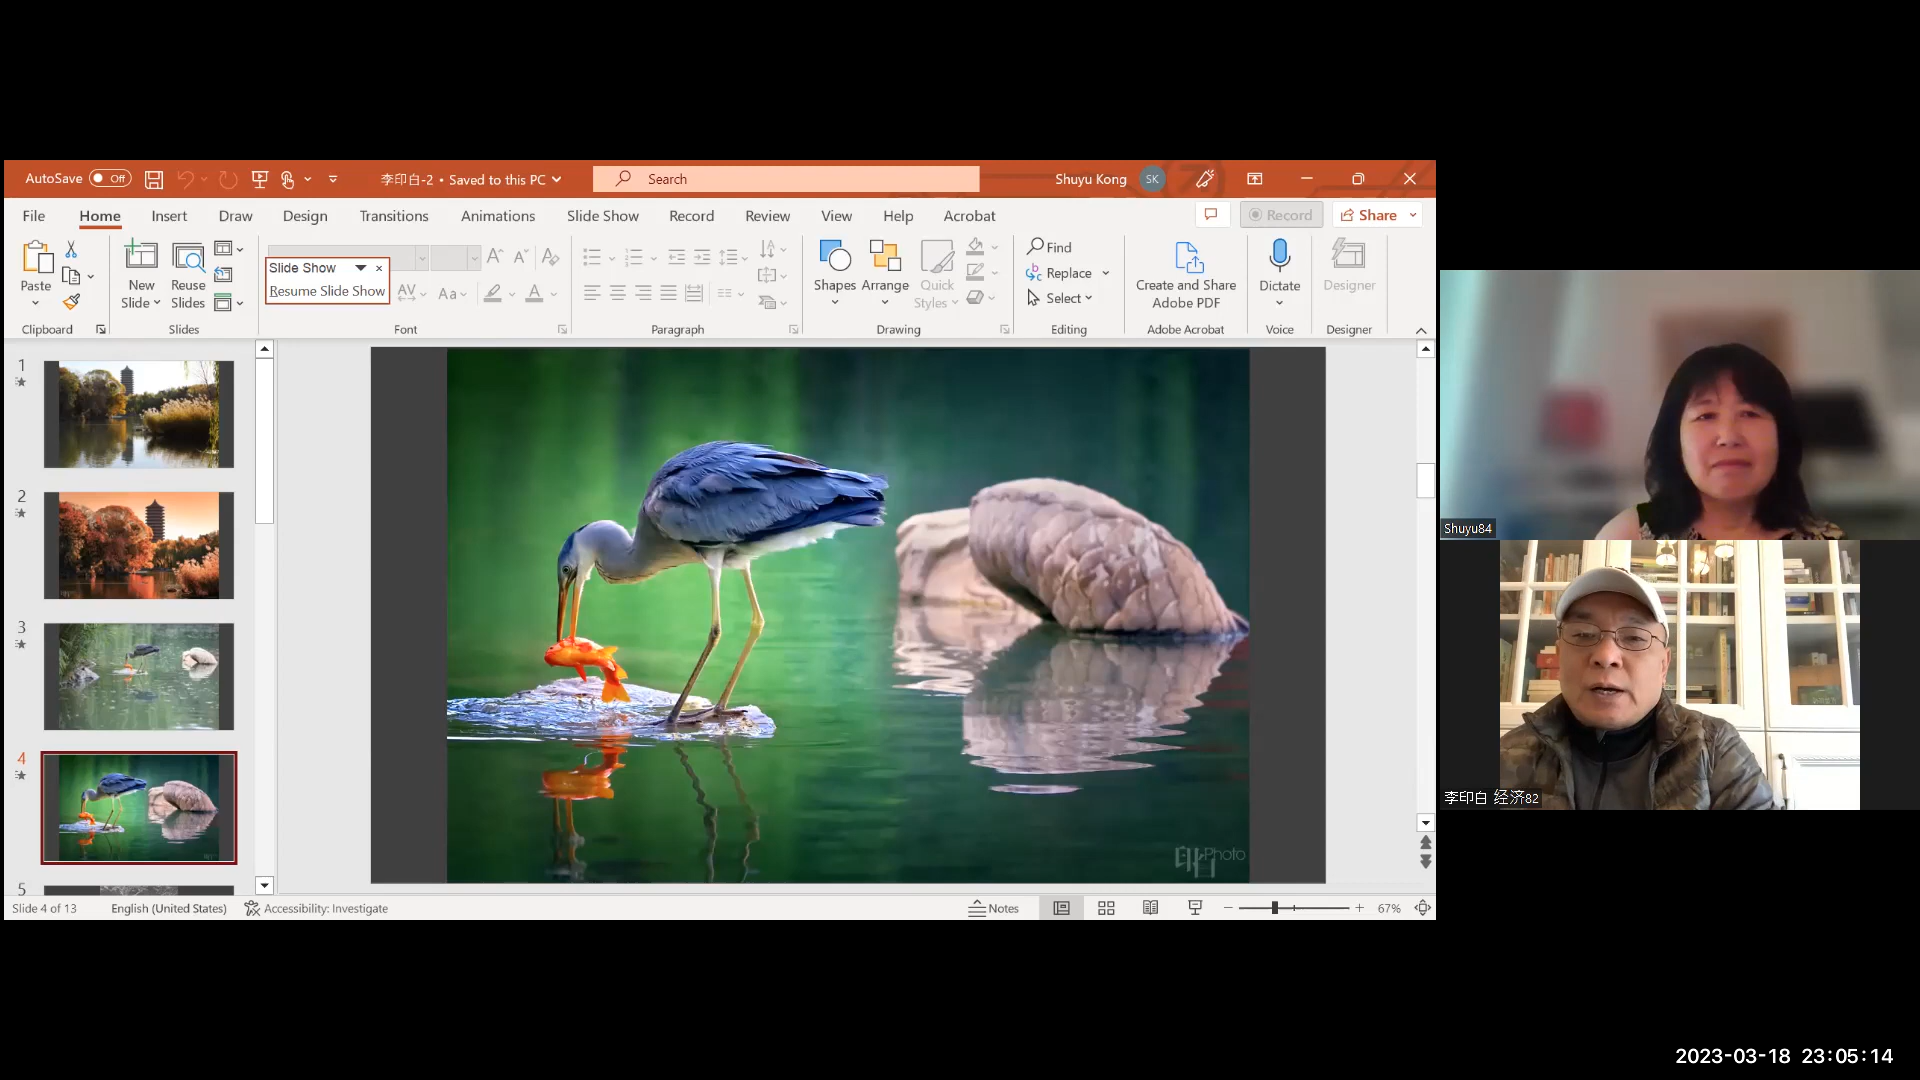 AutoSave Off 李印白-2 • Saved to this PC Search Shuyu Kong SK
File Home Insert Draw Design Transitions Animations Slide Show Record Review View Help Acrobat Record Share
Paste New Slide Reuse Slides Slide Show Resume Slide Show Aa Shapes Arrange Quick Styles Find Replace Select Create and Share Adobe PDF Dictate Designer
Clipboard Slides Font Paragraph Drawing Editing Adobe Acrobat Voice Designer
1
2
3
4
5
Photo
Slide 4 of 13 English (United States) Accessibility: Investigate Notes 67%
Shuyu84
李印白 经济82
2023-03-18 23:05:14